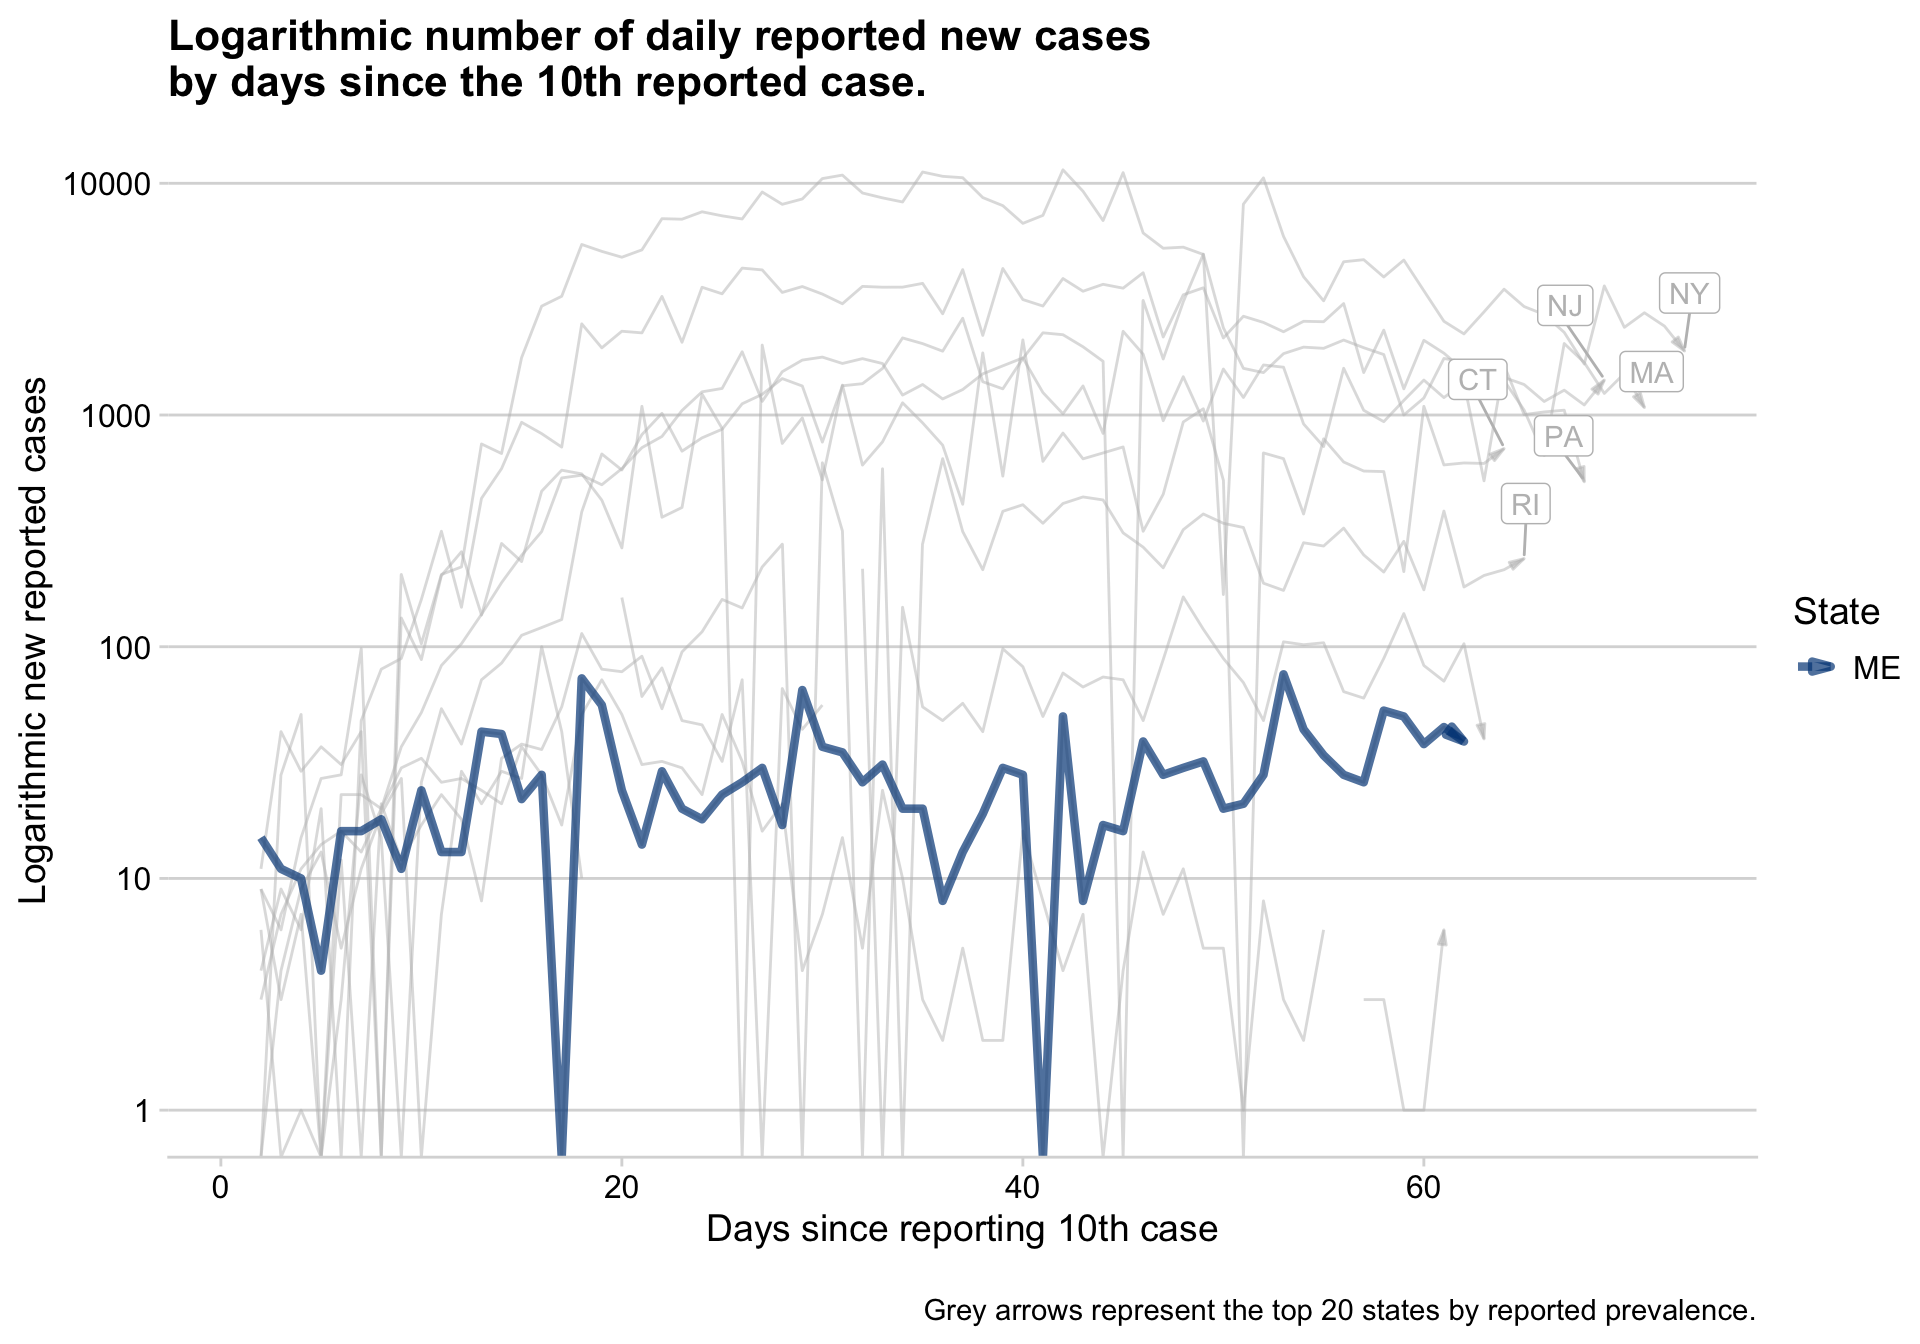 Logarithmic number of daily reported new cases
by days since the 10th reported case.
Logarithmic new reported cases
10000
1000
100
10
1
NJ
NY
CT
MA
PA
RI
State
ME
0
20
40
60
Days since reporting 10th case
Grey arrows represent the top 20 states by reported prevalence.